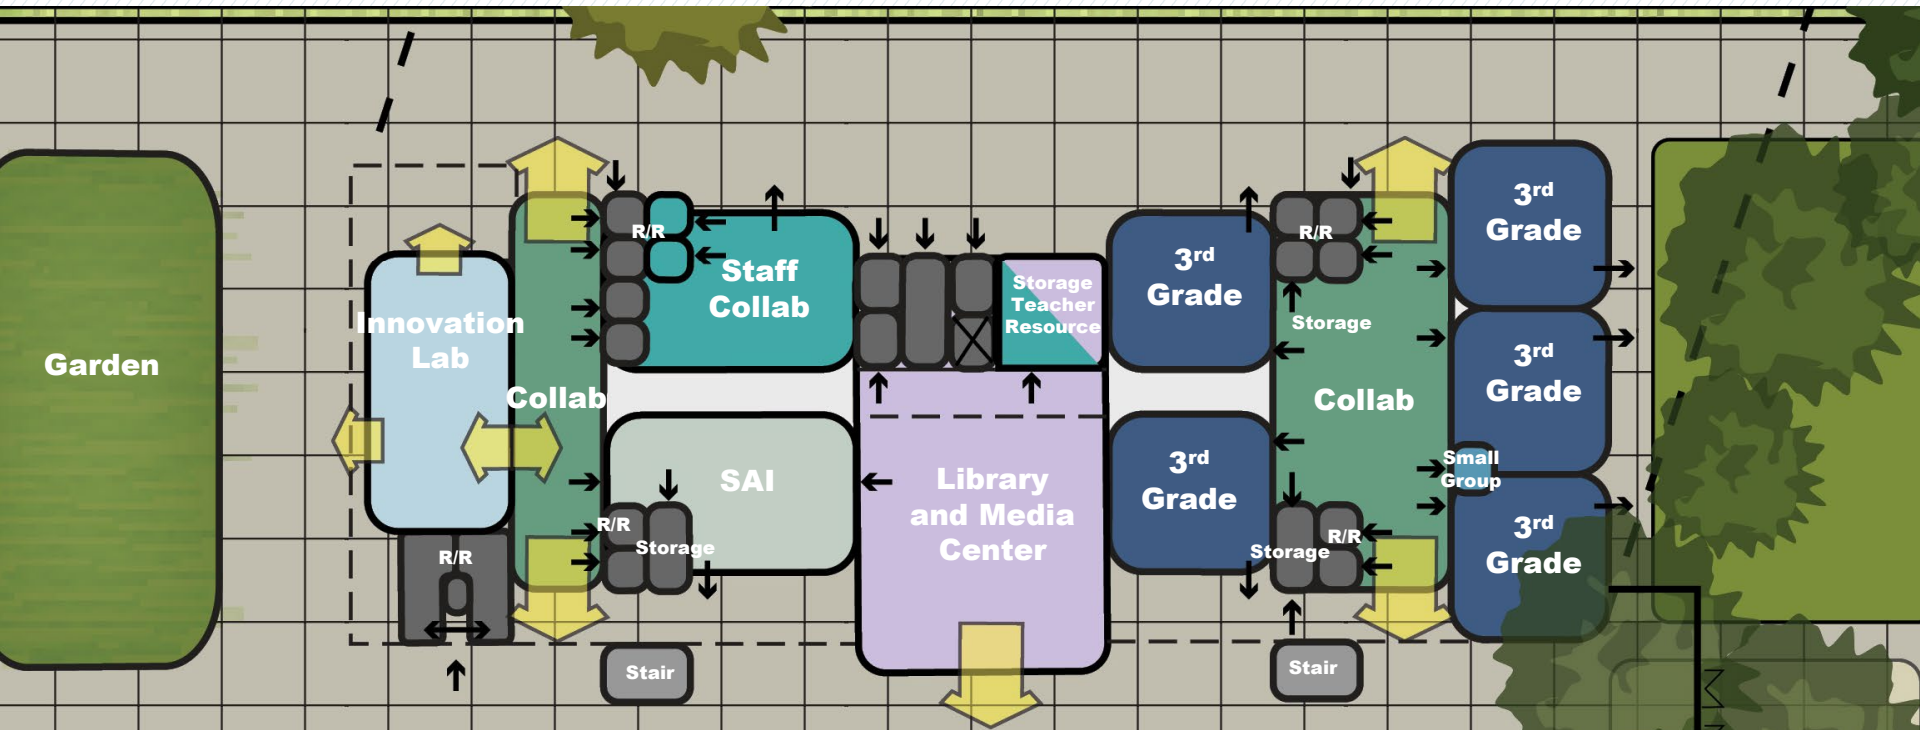 Garden
Innovation
Lab
R/R
Collab
R/R
Staff
Collab
SAI
R/R
Storage
Stair
Storage
Teacher
Resource
Library
and Media
Center
3rd
Grade
3rd
Grade
R/R
Storage
Collab
Storage
R/R
Stair
3rd
Grade
3rd
Grade
Small
Group
3rd
Grade